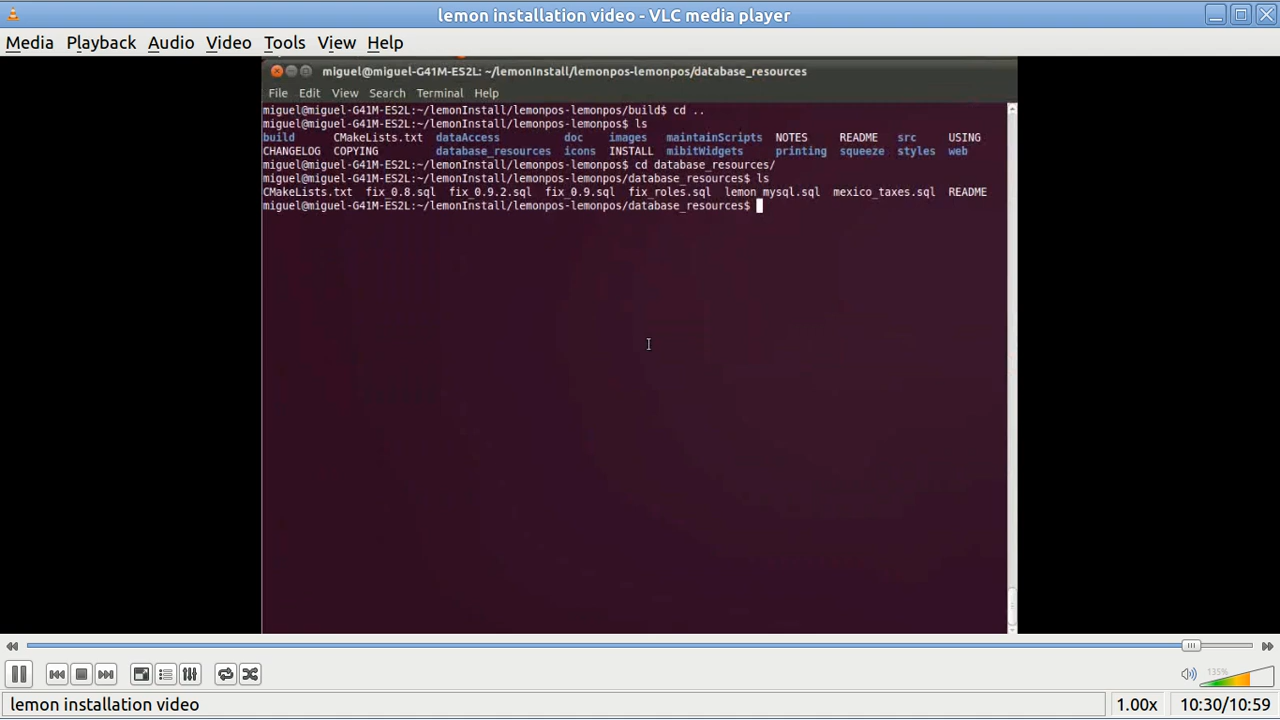 lemon installation video - VLC media player
Media Playback Audio Video Tools View Help
miguel@miguel-G41M-ES2L: ~/lemonInstall/lemonpos-lemonpos/database_resources
File Edit View Search Terminal Help
miguel@miguel-G41M-ES2L:~/lemonInstall/lemonpos-lemonpos/build$ cd ..
miguel@miguel-G41M-ES2L:~/lemonInstall/lemonpos-lemonpos$ ls
build CMakeLists.txt dataAccess doc images maintainScripts NOTES README src USING
CHANGELOG COPYING database_resources icons INSTALL mibitWidgets printing squeeze styles web
miguel@miguel-G41M-ES2L:~/lemonInstall/lemonpos-lemonpos$ cd database_resources/
miguel@miguel-G41M-ES2L:~/lemonInstall/lemonpos-lemonpos/database_resources$ ls
CMakeLists.txt fix_0.8.sql fix_0.9.2.sql fix_0.9.sql fix_roles.sql lemon_mysql.sql mexico_taxes.sql README
miguel@miguel-G41M-ES2L:~/lemonInstall/lemonpos-lemonpos/database_resources$
135%
lemon installation video 1.00x 10:30/10:59